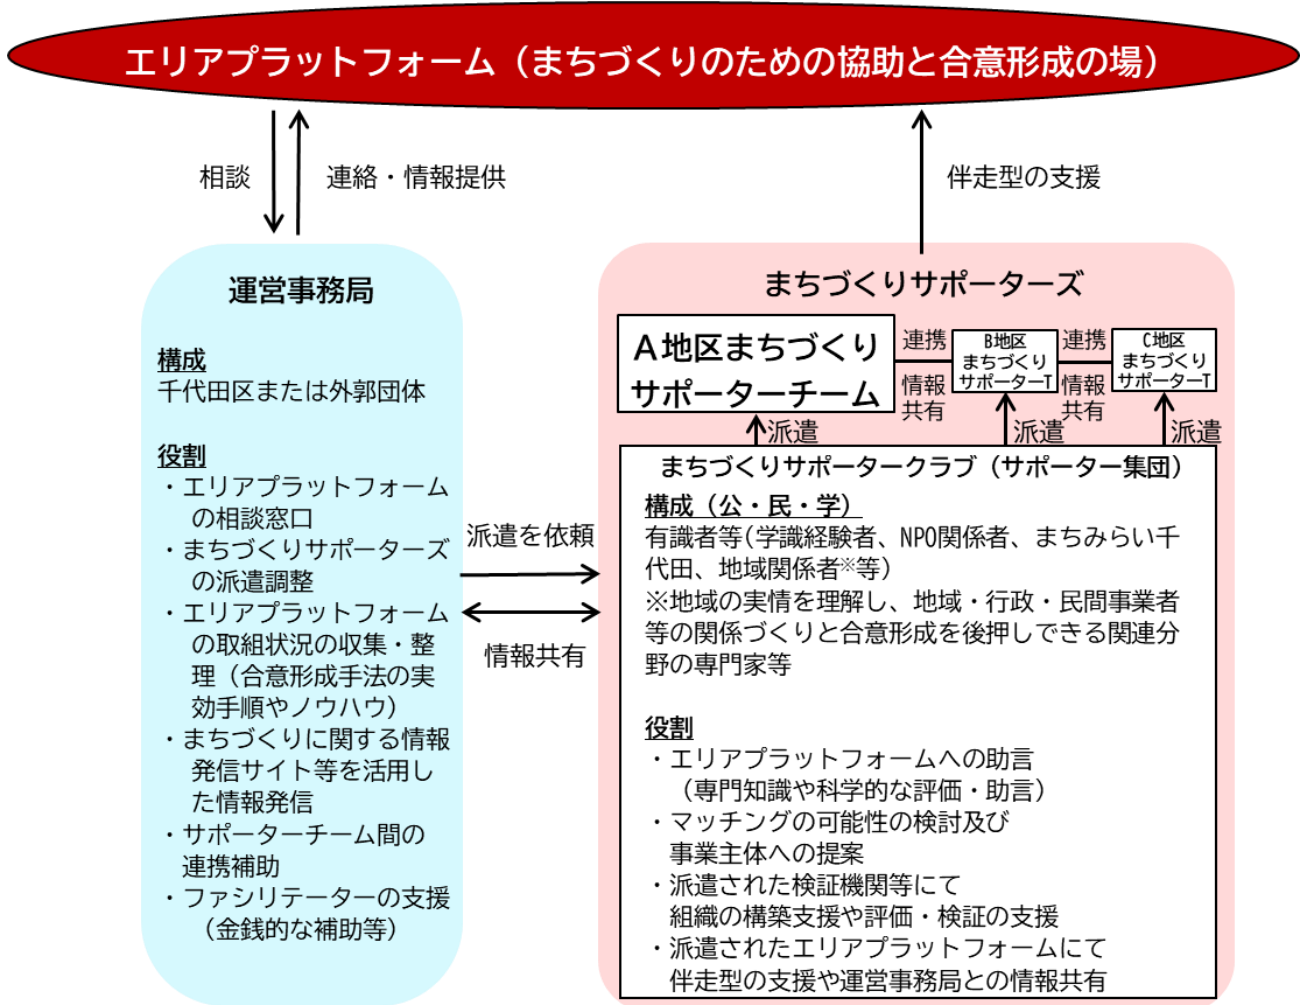 エリアプラットフォーム（まちづくりのための協助と合意形成の場）
相談
連絡・情報提供
伴走型の支援
運営事務局
構成
千代田区または外郭団体
役割
・エリアプラットフォーム
の相談窓口
・まちづくりサポーターズ
の派遣調整
・エリアプラットフォーム
の取組状況の収集・整
理（合意形成手法の実
効手順やノウハウ）
・まちづくりに関する情報
発信サイト等を活用し
た情報発信
・サポーターチーム間の
連携補助
・ファシリテーターの支援
（金銭的な補助等）
派遣を依頼
情報共有
まちづくりサポーターズ
Ａ地区まちづくり
サポーターチーム
連携
情報
共有
B地区
まちづくり
サポーターT
連携
情報
共有
C地区
まちづくり
サポーターT
派遣
派遣
派遣
まちづくりサポータークラブ（サポーター集団）
構成（公・民・学）
有識者等(学識経験者、NPO関係者、まちみらい千
代田、地域関係者※等)
※地域の実情を理解し、地域・行政・民間事業者
等の関係づくりと合意形成を後押しできる関連分
野の専門家等
役割
・エリアプラットフォームへの助言
（専門知識や科学的な評価・助言）
・マッチングの可能性の検討及び
事業主体への提案
・派遣された検証機関等にて
組織の構築支援や評価・検証の支援
・派遣されたエリアプラットフォームにて
伴走型の支援や運営事務局との情報共有